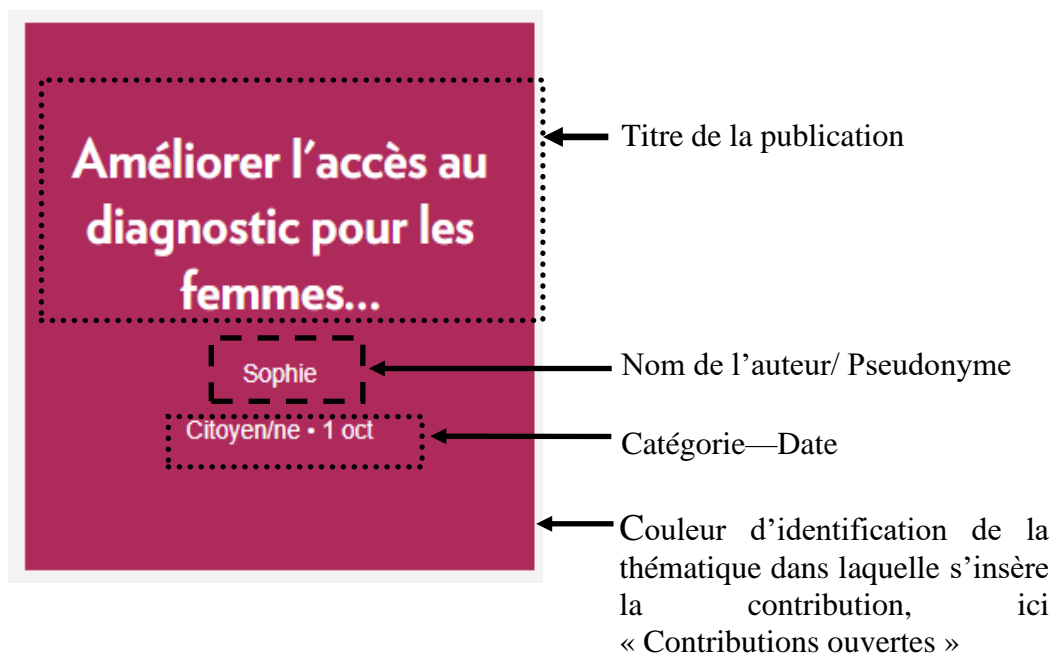 Améliorer l'accès au
diagnostic pour les
femmes...
Sophie
Citoyen/ne • 1 oct
Titre de la publication
Nom de l'auteur/ Pseudonyme
Catégorie—Date
Couleur d'identification de la
thématique dans laquelle s'insère
la contribution, ici
« Contributions ouvertes »